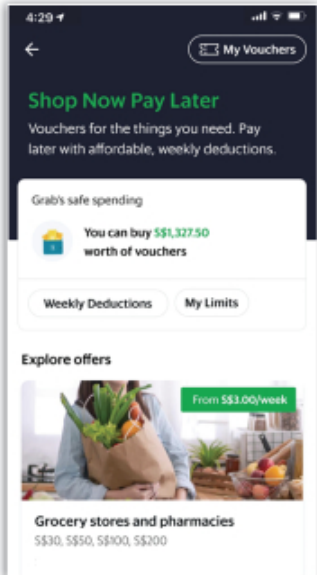 4:29
My Vouchers
Shop Now Pay Later
Vouchers for the things you need. Pay
later with affordable, weekly deductions.
Grab's safe spending
You can buy S$1,327.50
worth of vouchers
Weekly Deductions My Limits
Explore offers
From S$3.00/week
Grocery stores and pharmacies
S$30, S$50, S$100, S$200